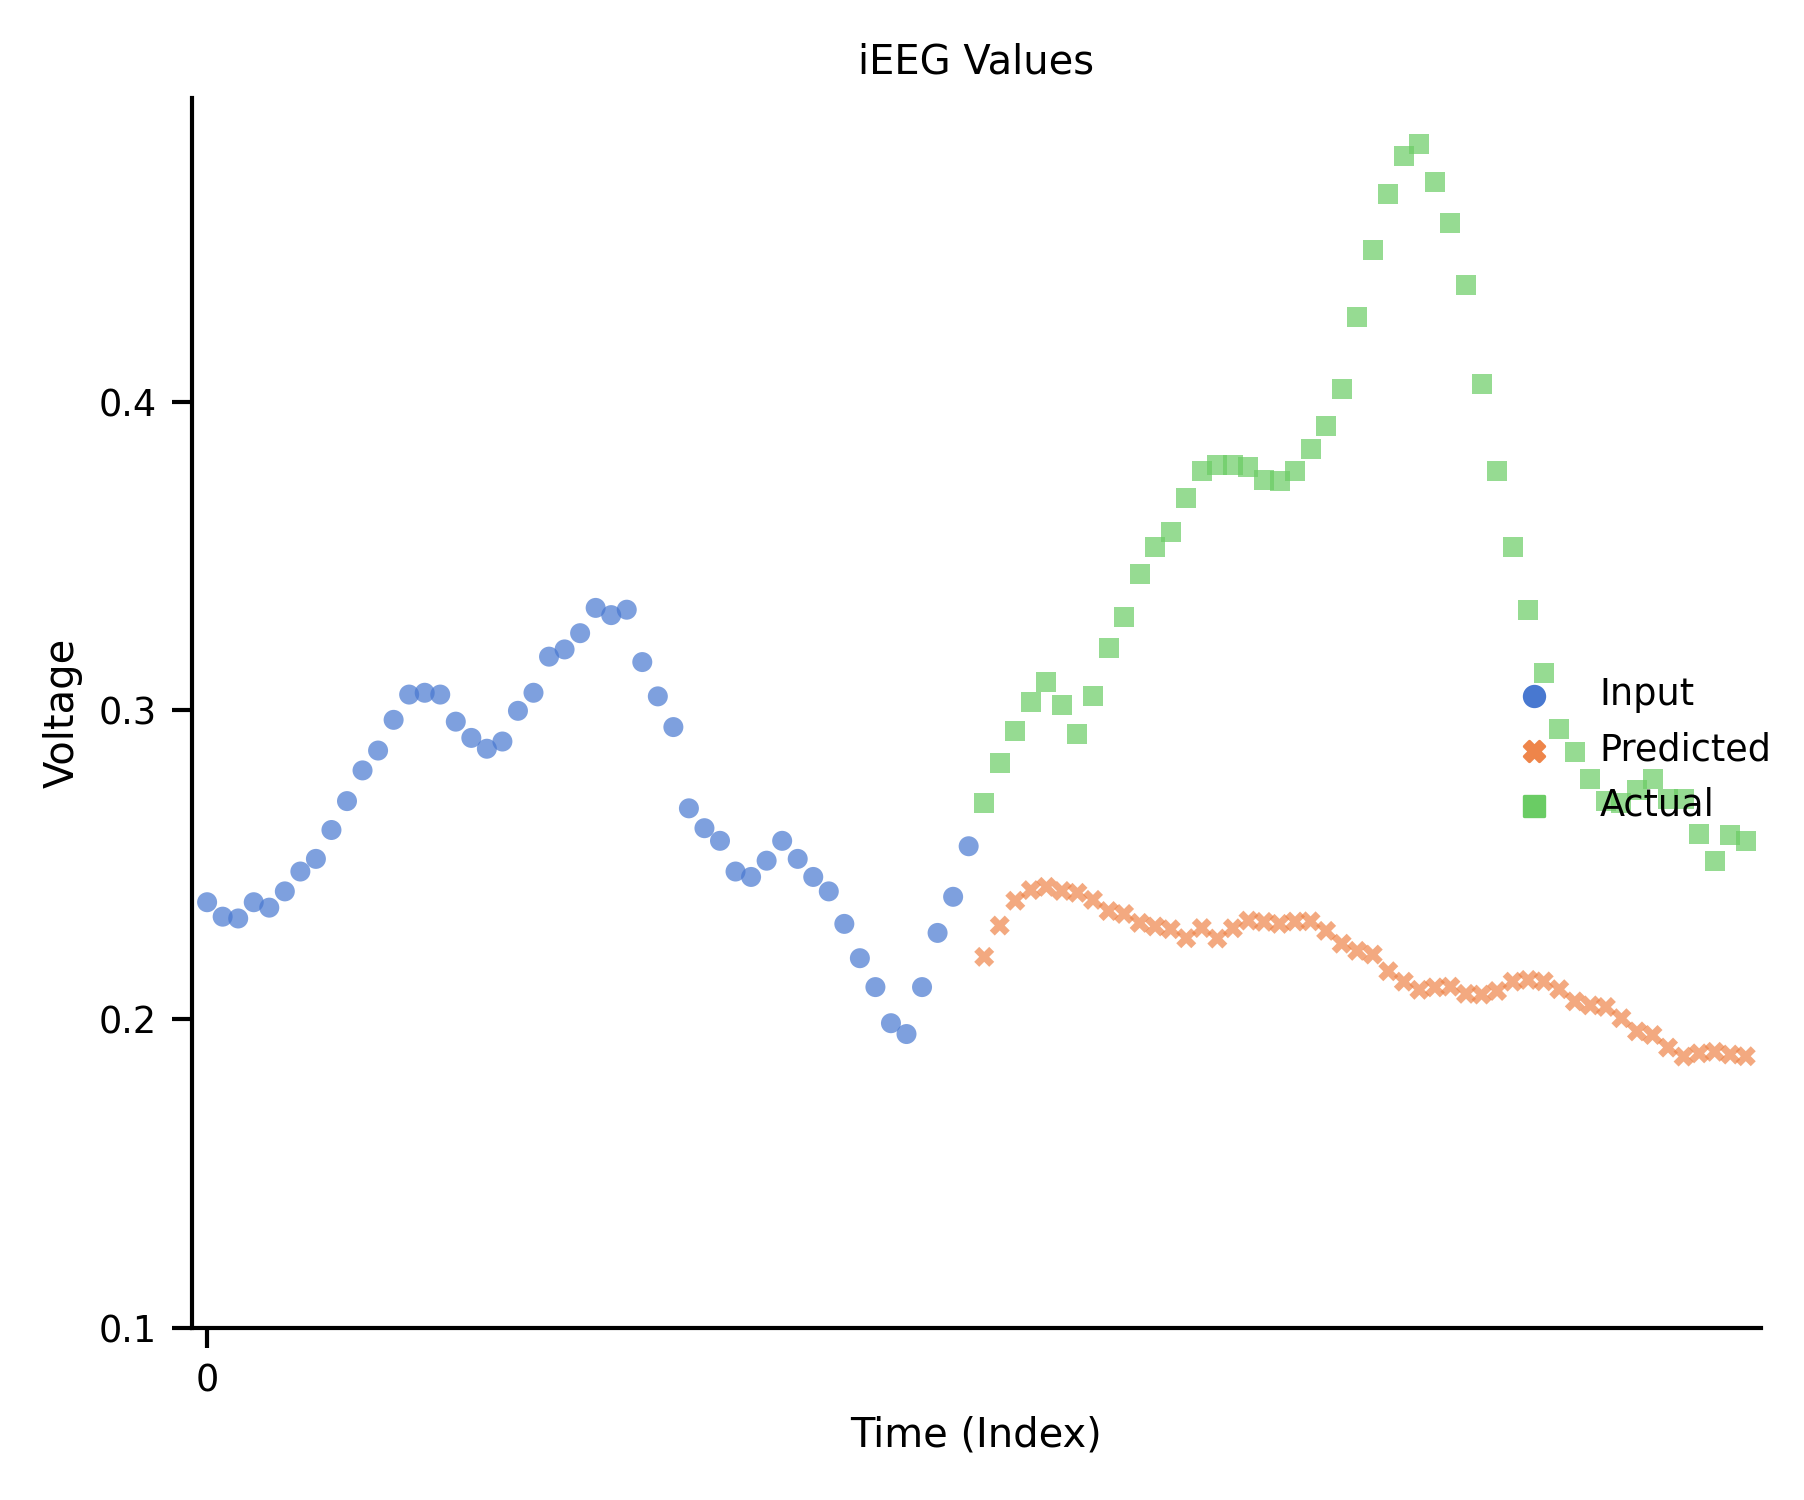 iEEG Values
Voltage
0.4
0.3
0.2
0.1
0
Time (Index)
Input
Predicted
Actual